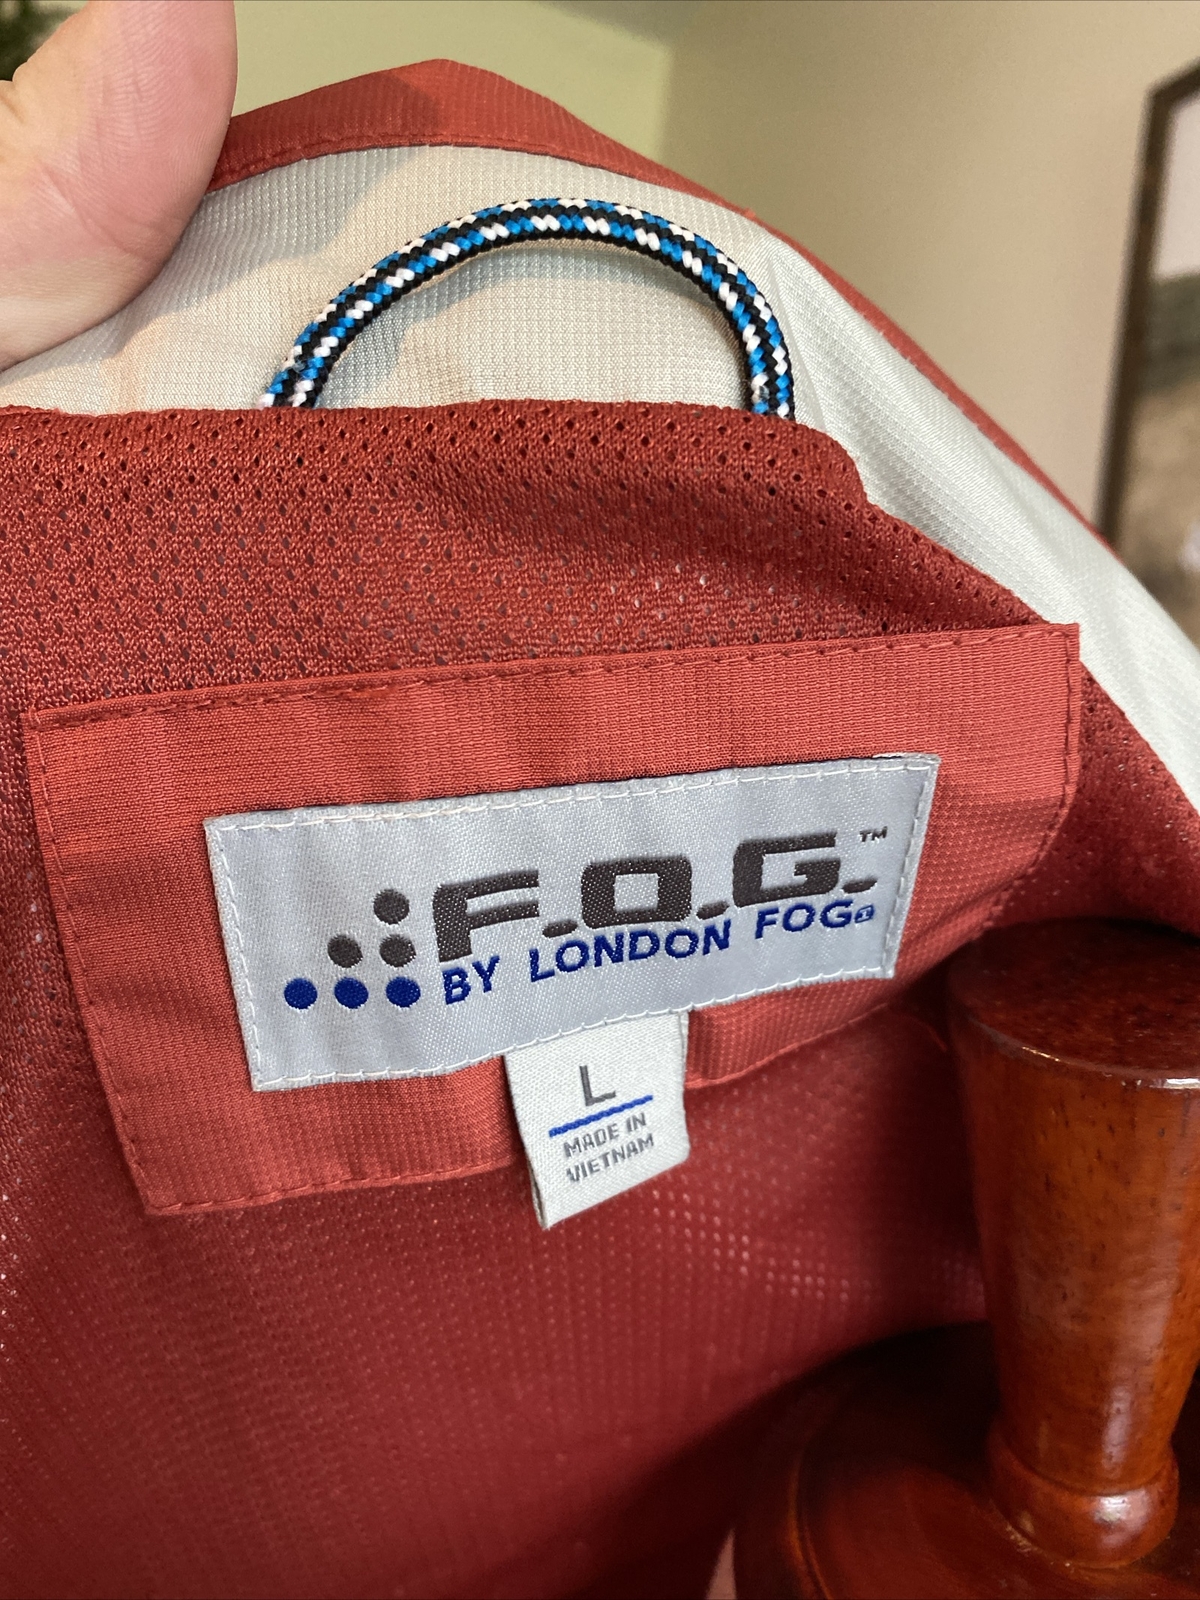 F.O.G.™
BY LONDON FOG®
L
MADE IN
VIETNAM